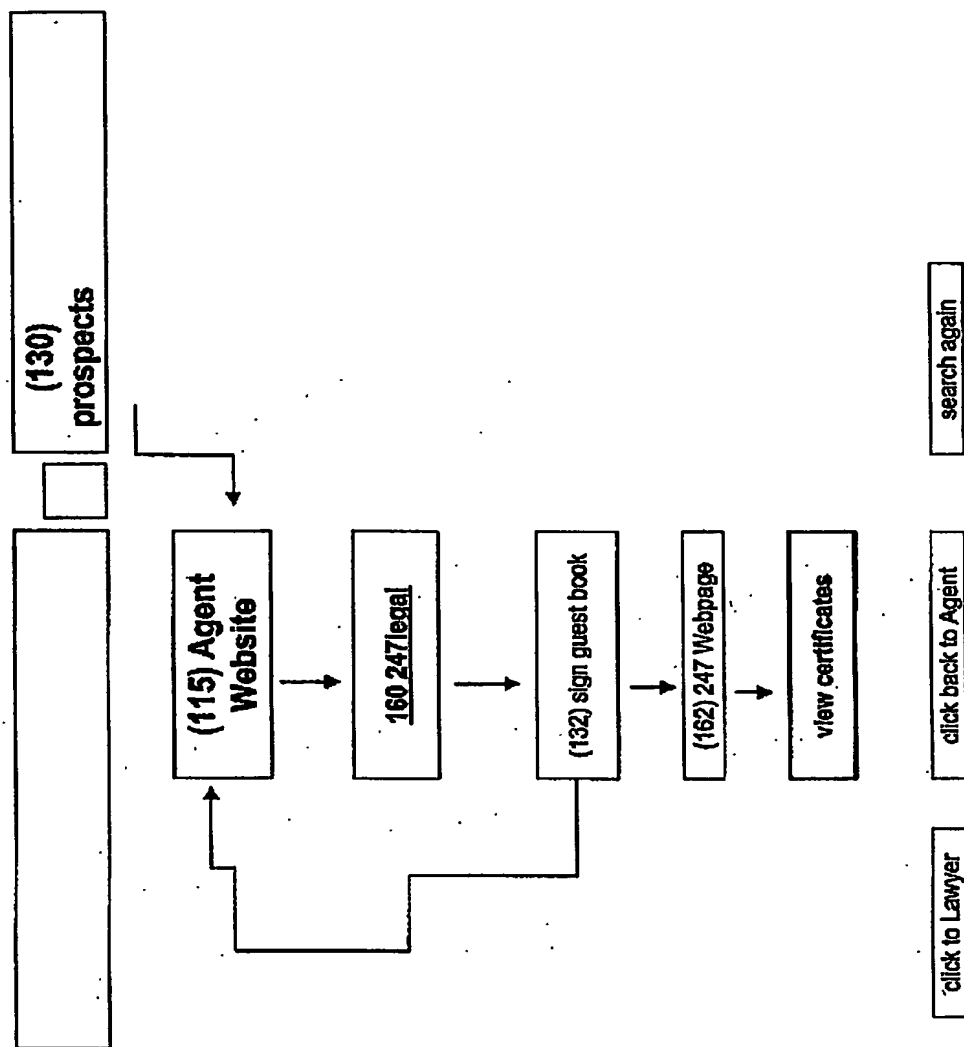 (130)
prospects
(115) Agent
Website
160 247legal
(132) sign guest book
(162) 247 Webpage
view certificates
click to Lawyer
click back to Agent
search again